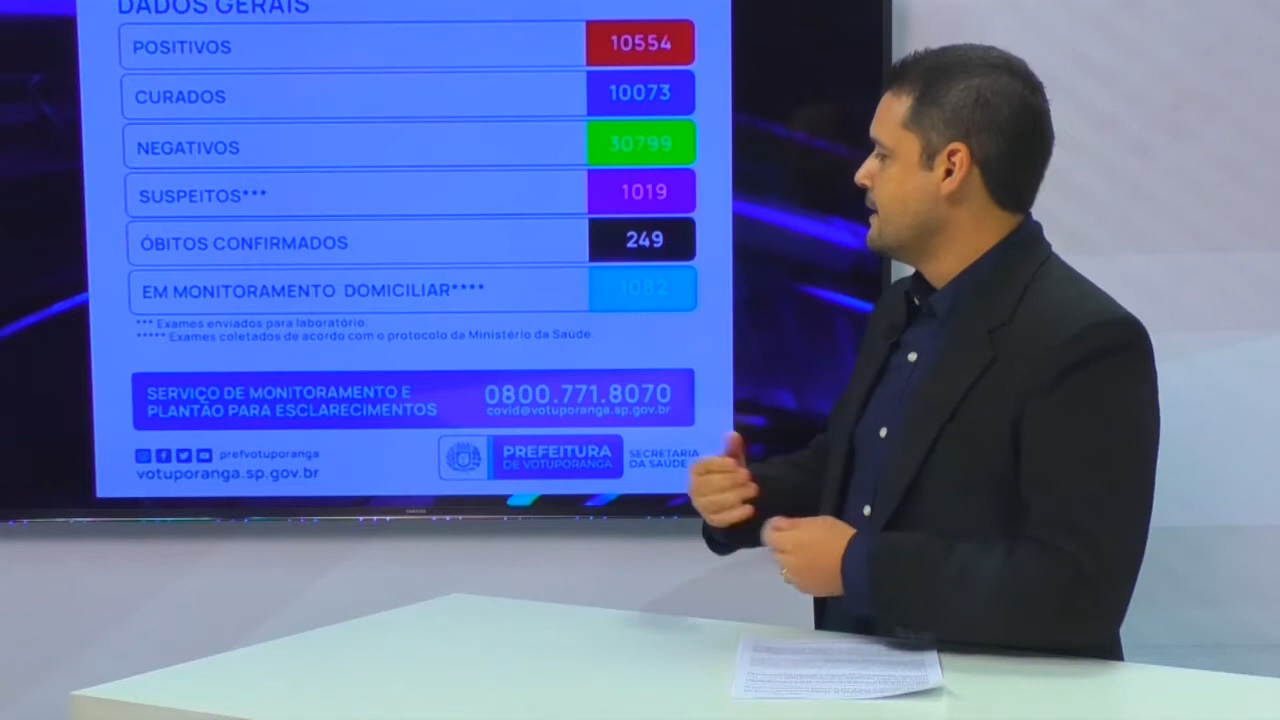 DADOS GERAIS
POSITIVOS 10554
CURADOS 10073
NEGATIVOS 30799
SUSPEITOS*** 1019
ÓBITOS CONFIRMADOS 249
EM MONITORAMENTO DOMICILIAR**** 1082
*** Exames enviados para laboratório.
***** Exames coletados de acordo com o protocolo da Ministério da Saúde.
SERVIÇO DE MONITORAMENTO E
PLANTÃO PARA ESCLARECIMENTOS
0800.771.8070
covid@votuporanga.sp.gov.br
prefvotuporanga
votuporanga.sp.gov.br
PREFEITURA
DE VOTUPORANGA
SECRETARIA
DA SAÚDE
SAMSUNG